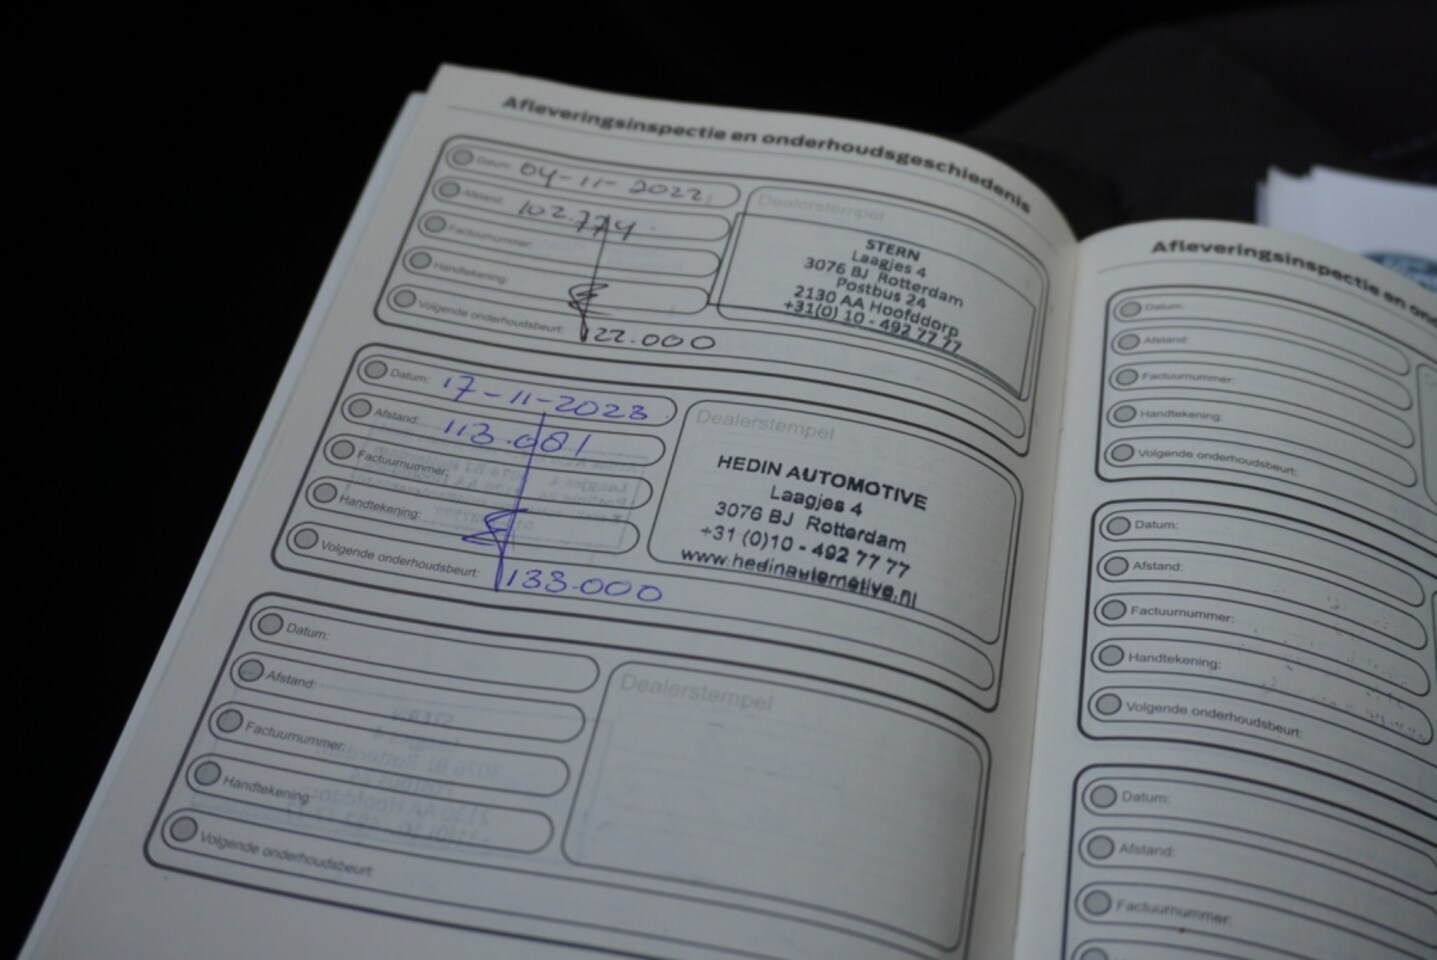 Afleveringsinspectie en onderhoudsgeschiedenis
Datum: 04-11-2022
Afstand: 102.774
Factuurnummer:
Handtekening:
Volgende onderhoudsbeurt: 122.000
Dealerstempel
STERN
Laagjes 4
3076 BJ Rotterdam
Postbus 24
2130 AA Hoofddorp
+31(0) 10 - 492 77 77
Datum: 17-11-2023
Afstand: 113.081
Factuurnummer:
Handtekening:
Volgende onderhoudsbeurt: 133.000
Dealerstempel
HEDIN AUTOMOTIVE
Laagjes 4
3076 BJ Rotterdam
+31 (0)10 - 492 77 77
www.hedinautomotive.nl
Datum:
Afstand:
Factuurnummer:
Handtekening:
Volgende onderhoudsbeurt:
Dealerstempel
Afleveringsinspectie en
Datum:
Afstand:
Factuurnummer:
Handtekening:
Volgende onderhoudsbeurt:
Datum:
Afstand:
Factuurnummer:
Handtekening:
Volgende onderhoudsbeurt:
Datum:
Afstand:
Factuurnummer: